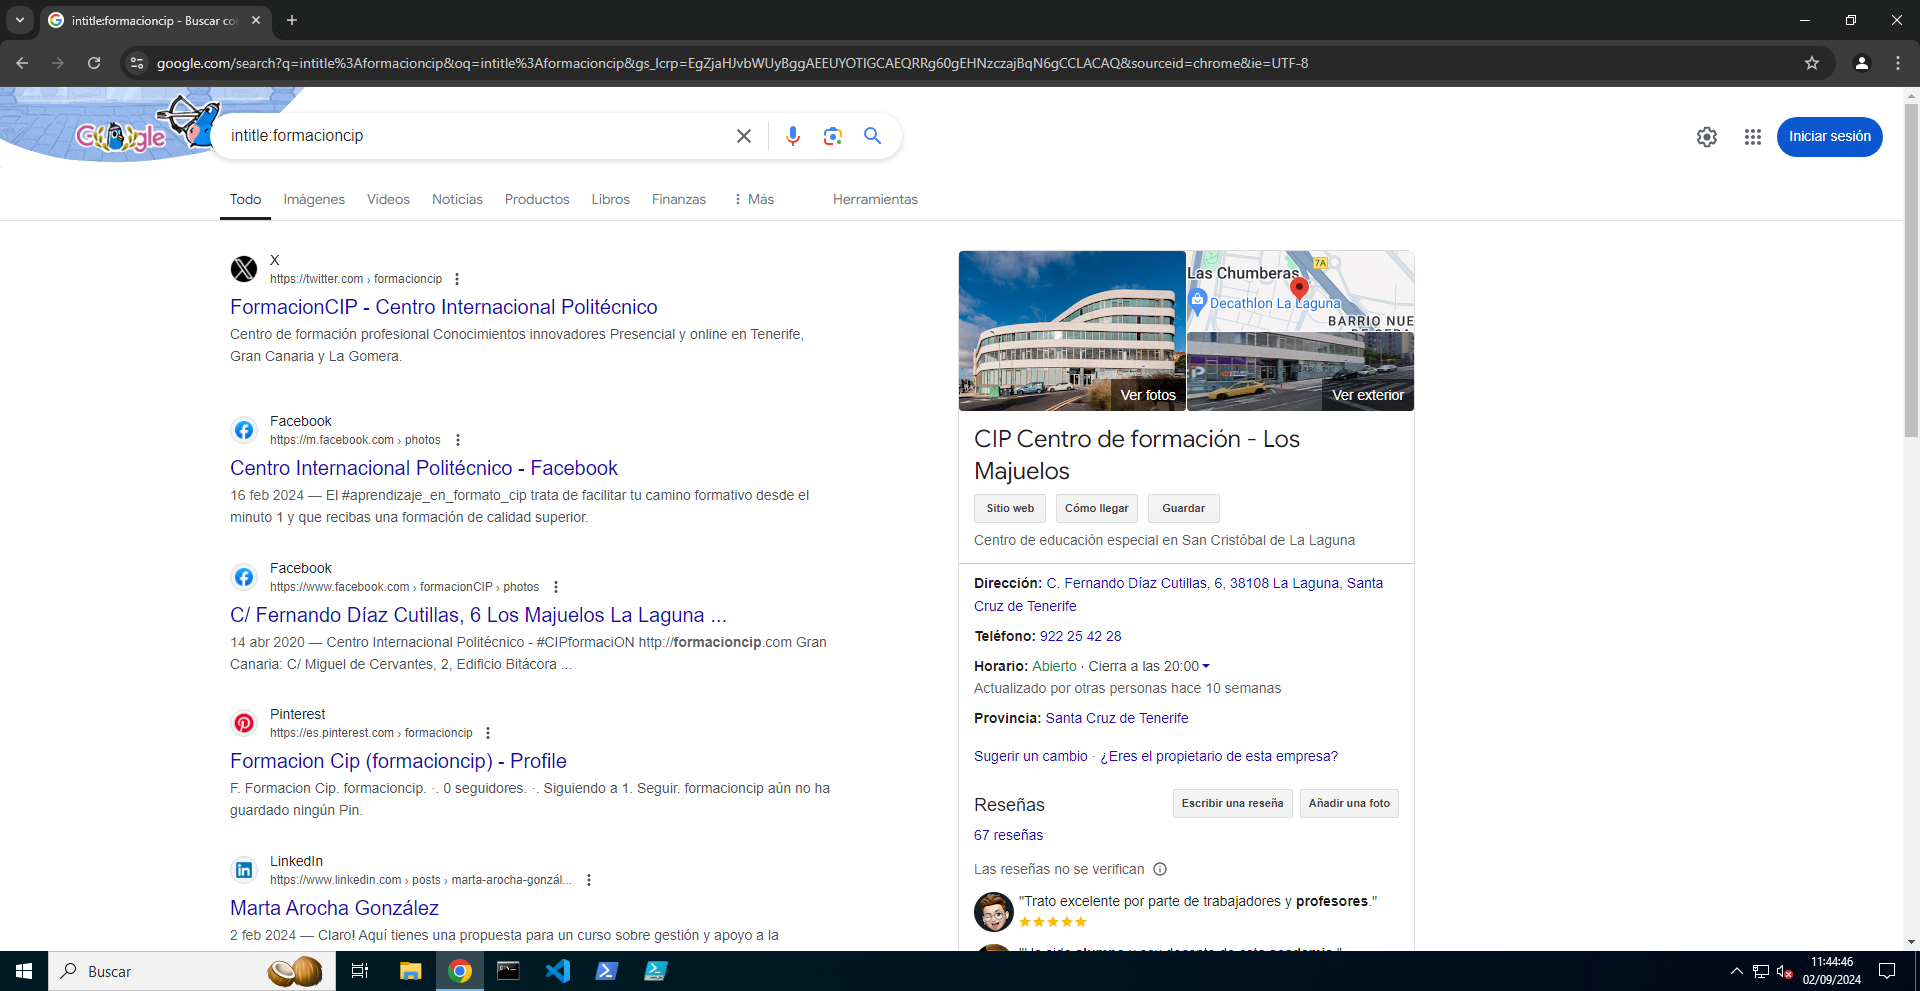 intitle:formacioncip - Buscar con
google.com/search?q=intitle%3Aformacioncip&oq=intitle%3Aformacioncip&gs_lcrp=EgZjaHJvbWUyBggAEEUYOTIGCAEQRRg60gEHNzczajBqN6gCCLACAQ&sourceid=chrome&ie=UTF-8
Google
intitle:formacioncip
Iniciar sesión
Todo
Imágenes
Vídeos
Noticias
Productos
Libros
Finanzas
Más
Herramientas
X
https://twitter.com › formacioncip
FormacionCIP - Centro Internacional Politécnico
Centro de formación profesional Conocimientos innovadores Presencial y online en Tenerife,
Gran Canaria y La Gomera.
Facebook
https://m.facebook.com › photos
Centro Internacional Politécnico - Facebook
16 feb 2024 — El #aprendizaje_en_formato_cip trata de facilitar tu camino formativo desde el
minuto 1 y que recibas una formación de calidad superior.
Facebook
https://www.facebook.com › formacionCIP › photos
C/ Fernando Díaz Cutillas, 6 Los Majuelos La Laguna ...
14 abr 2020 — Centro Internacional Politécnico - #CIPformaciON http://formacioncip.com Gran
Canaria: C/ Miguel de Cervantes, 2, Edificio Bitácora ...
Pinterest
https://es.pinterest.com › formacioncip
Formacion Cip (formacioncip) - Profile
F. Formacion Cip. formacioncip. ·. 0 seguidores. ·. Siguiendo a 1. Seguir. formacioncip aún no ha
guardado ningún Pin.
LinkedIn
https://www.linkedin.com › posts › marta-arocha-gonzál...
Marta Arocha González
2 feb 2024 — Claro! Aquí tienes una propuesta para un curso sobre gestión y apoyo a la
Las Chumberas
7A
Decathlon La Laguna
BARRIO NUE
Ver fotos
Ver exterior
CIP Centro de formación - Los
Majuelos
Sitio web
Cómo llegar
Guardar
Centro de educación especial en San Cristóbal de La Laguna
Dirección: C. Fernando Díaz Cutillas, 6, 38108 La Laguna, Santa
Cruz de Tenerife
Teléfono: 922 25 42 28
Horario: Abierto · Cierra a las 20:00
Actualizado por otras personas hace 10 semanas
Provincia: Santa Cruz de Tenerife
Sugerir un cambio · ¿Eres el propietario de esta empresa?
Reseñas
Escribir una reseña
Añadir una foto
67 reseñas
Las reseñas no se verifican
"Trato excelente por parte de trabajadores y profesores."
Buscar
11:44:46
02/09/2024